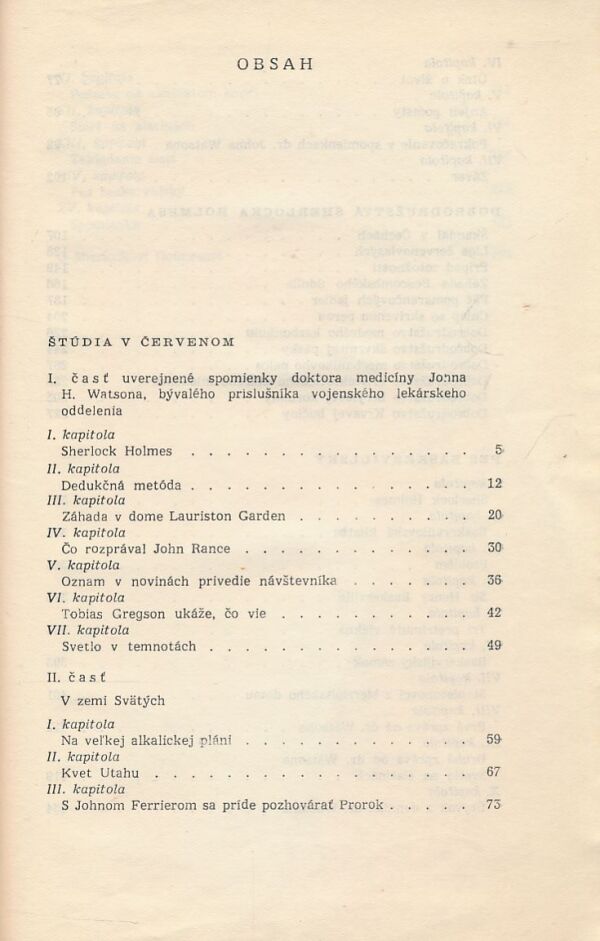 OBSAH
ŠTÚDIA V ČERVENOM
I. časť uverejnené spomienky doktora medicíny Johna
H. Watsona, bývalého príslušníka vojenského lekárskeho
oddelenia
I. kapitola
Sherlock Holmes . . . . . . . . . . . . . . . . 5
II. kapitola
Dedukčná metóda . . . . . . . . . . . . . . . 12
III. kapitola
Záhada v dome Lauriston Garden . . . . . . . . . . 20
IV. kapitola
Čo rozprával John Rance . . . . . . . . . . . . . 30
V. kapitola
Oznam v novinách privedie návštevníka . . . . . . . 36
VI. kapitola
Tobias Gregson ukáže, čo vie . . . . . . . . . . . 42
VII. kapitola
Svetlo v temnotách . . . . . . . . . . . . . . . 49
II. časť
V zemi Svätých
I. kapitola
Na veľkej alkalickej pláni . . . . . . . . . . . . . 59
II. kapitola
Kvet Utahu . . . . . . . . . . . . . . . . . 67
III. kapitola
S Johnom Ferrierom sa príde pozhovárať Prorok . . . . . 73